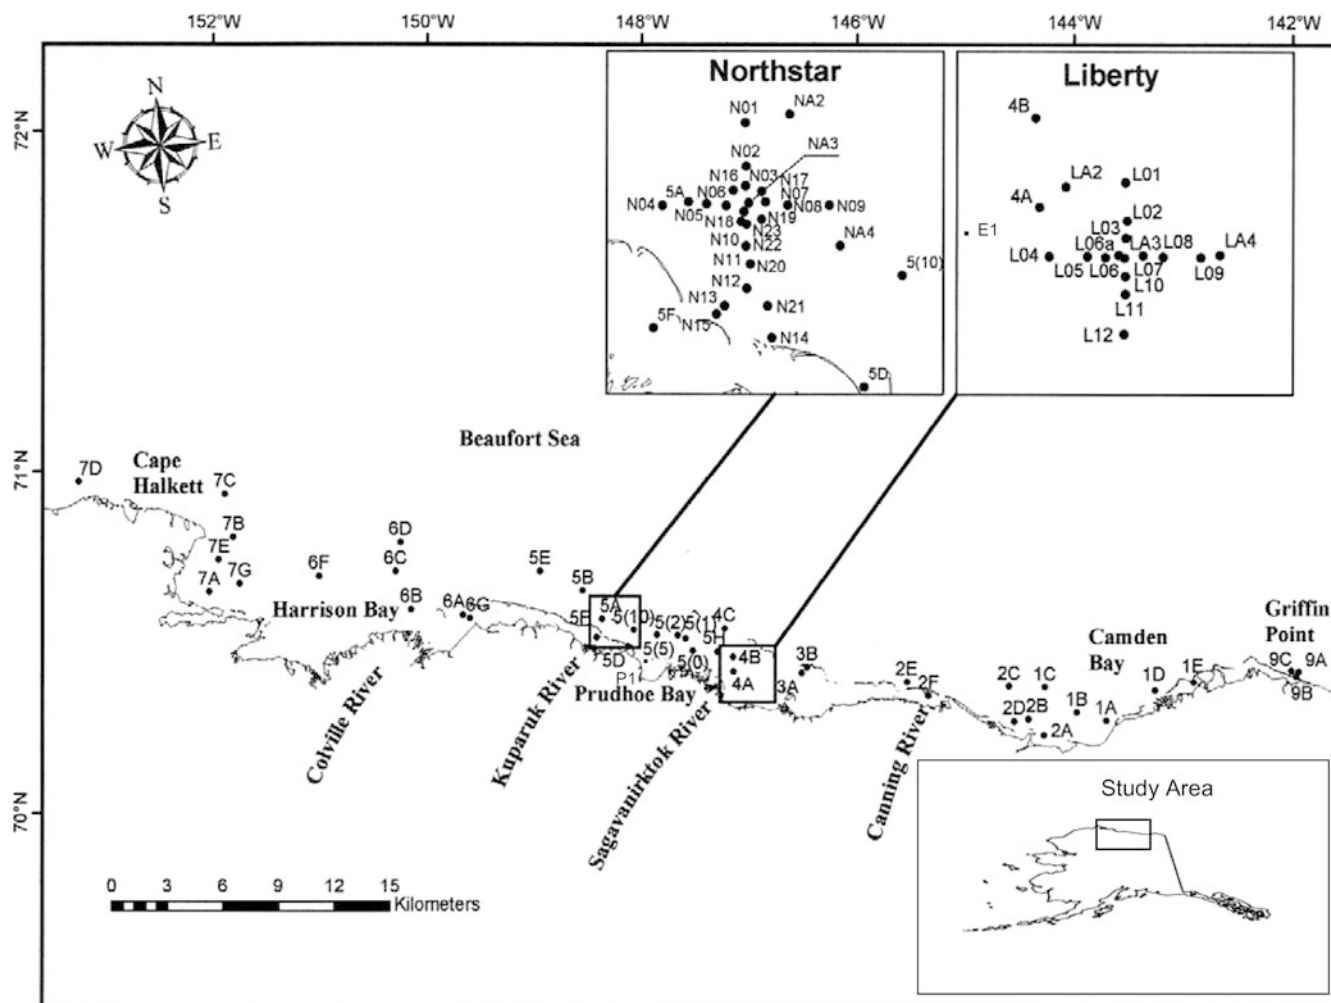 152°W
150°W
148°W
146°W
144°W
142°W
72°N
71°N
70°N
N
W
E
S
Northstar
N01
NA2
NA3
N02
N16
N03
N17
5A
N06
N07
N04
N05
N08
N09
N18
N19
N23
N10
N22
NA4
N11
N20
5(10)
N12
N13
N21
5F
N15
N14
5D
Liberty
4B
LA2
L01
4A
L02
E1
L03
L06a
LA3
L08
LA4
L04
L05
L06
L07
L09
L10
L11
L12
Beaufort Sea
7D
Cape
Halkett
7C
7B
7E
7A
7G
6F
6D
6C
6B
Harrison Bay
6A
6G
5E
5B
5A
5F
5(10)
5(2)
5(1)
4C
5H
5D
5(5)
5(0)
P1
4B
4A
Prudhoe Bay
3B
3A
2E
2F
2C
1C
Camden
Bay
1D
1E
Griffin
Point
9C
9A
9B
2D
2B
1B
1A
2A
Colville River
Kuparuk River
Sagavanirktok River
Canning River
Study Area
0
3
6
9
12
15
Kilometers